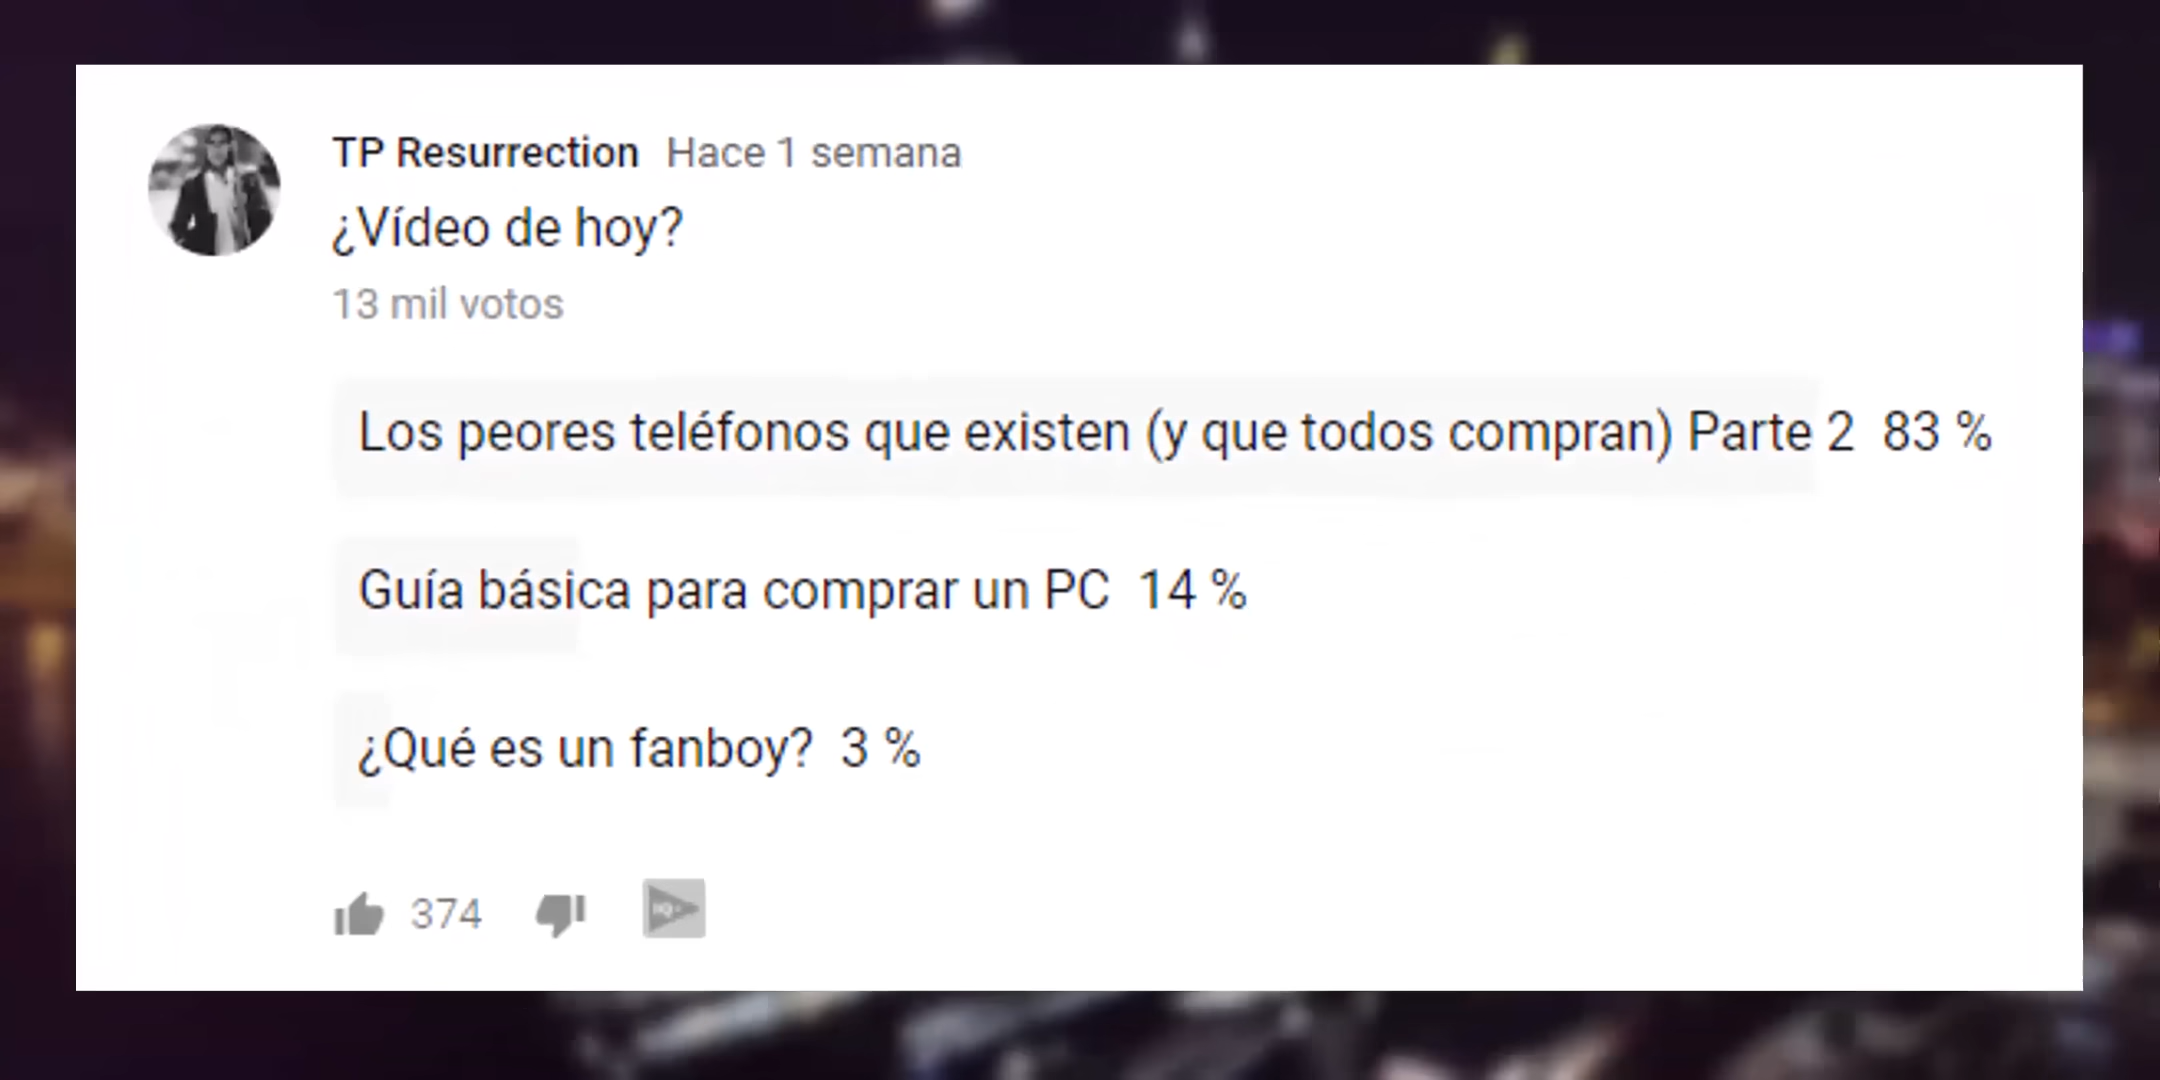 TP Resurrection Hace 1 semana
¿Vídeo de hoy?
13 mil votos
Los peores teléfonos que existen (y que todos compran) Parte 2 83 %
Guía básica para comprar un PC 14 %
¿Qué es un fanboy? 3 %
374